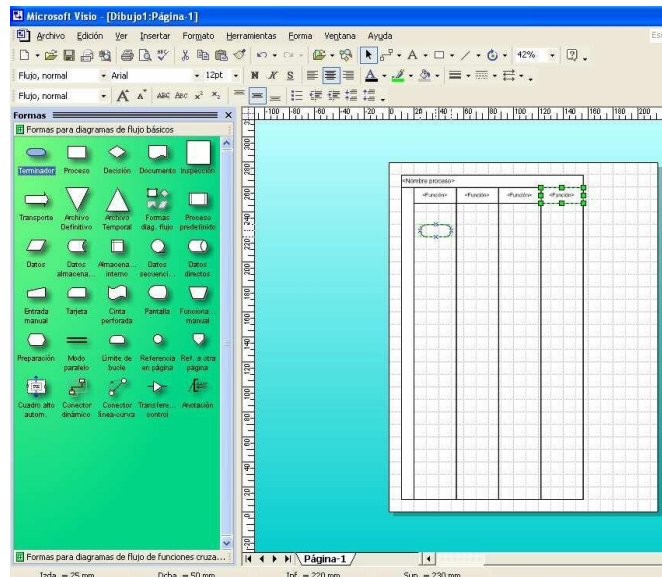 Microsoft Visio - [Dibujo1:Página-1]
Archivo Edición Ver Insertar Formato Herramientas Forma Ventana Ayuda
42%
Flujo, normal Arial 12pt N K S
Flujo, normal
Formas
Formas para diagramas de flujo básicos
Terminador Proceso Decisión Documento Inspección
Transporte Archivo Definitivo Archivo Temporal Formas diag. flujo Proceso predefinido
Datos Datos almacena... Almacena... interno Datos secuenci... Datos directos
Entrada manual Tarjeta Cinta perforada Pantalla Funciona... manual
Preparación Modo paralelo Límite de bucle Referencia en página Ref. a otra página
Cuadro alto autom. Conector dinámico Conector línea-curva Transfere... control Anotación
Formas para diagramas de flujo de funciones cruza...
<Nombre proceso>
<Función> <Función> <Función> <Función>
Página-1
Izda. = 25 mm Dcha. = 50 mm Inf. = 220 mm Sup. = 230 mm